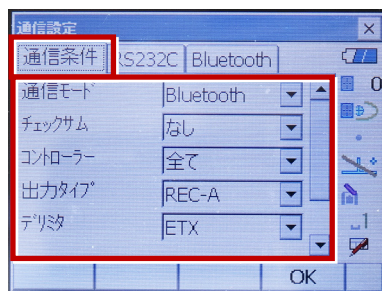 通信設定
通信条件 RS232C Bluetooth
通信モード Bluetooth
チェックサム なし
コントローラー 全て
出力タイプ REC-A
デリミタ ETX
OK
0
1